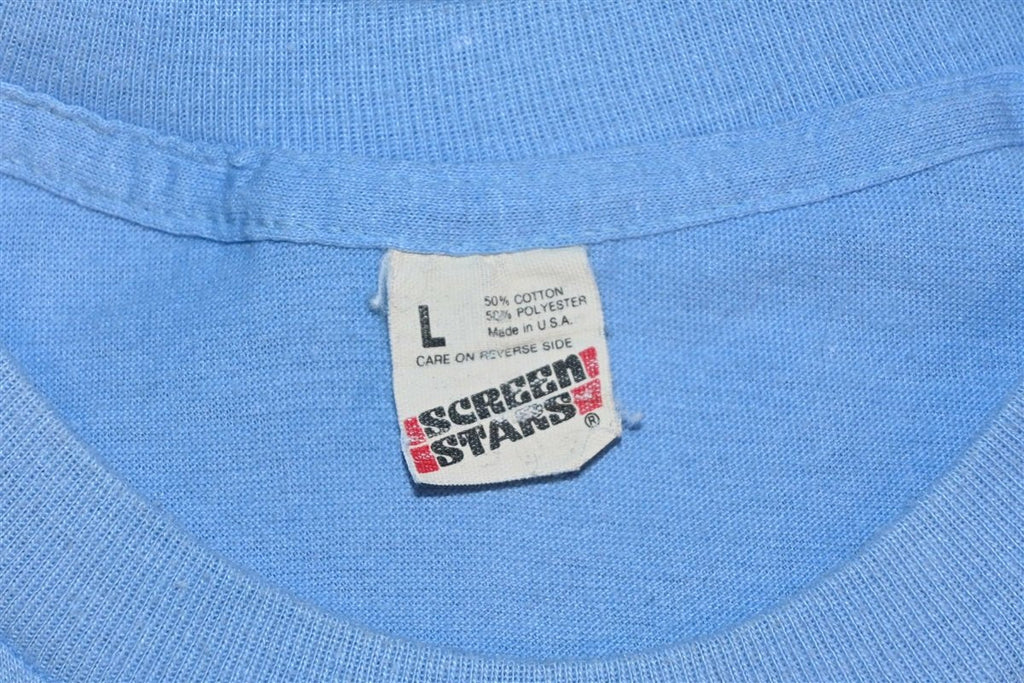 L
50% COTTON
50% POLYESTER
Made in U.S.A.
CARE ON REVERSE SIDE
SCREEN
STARS®